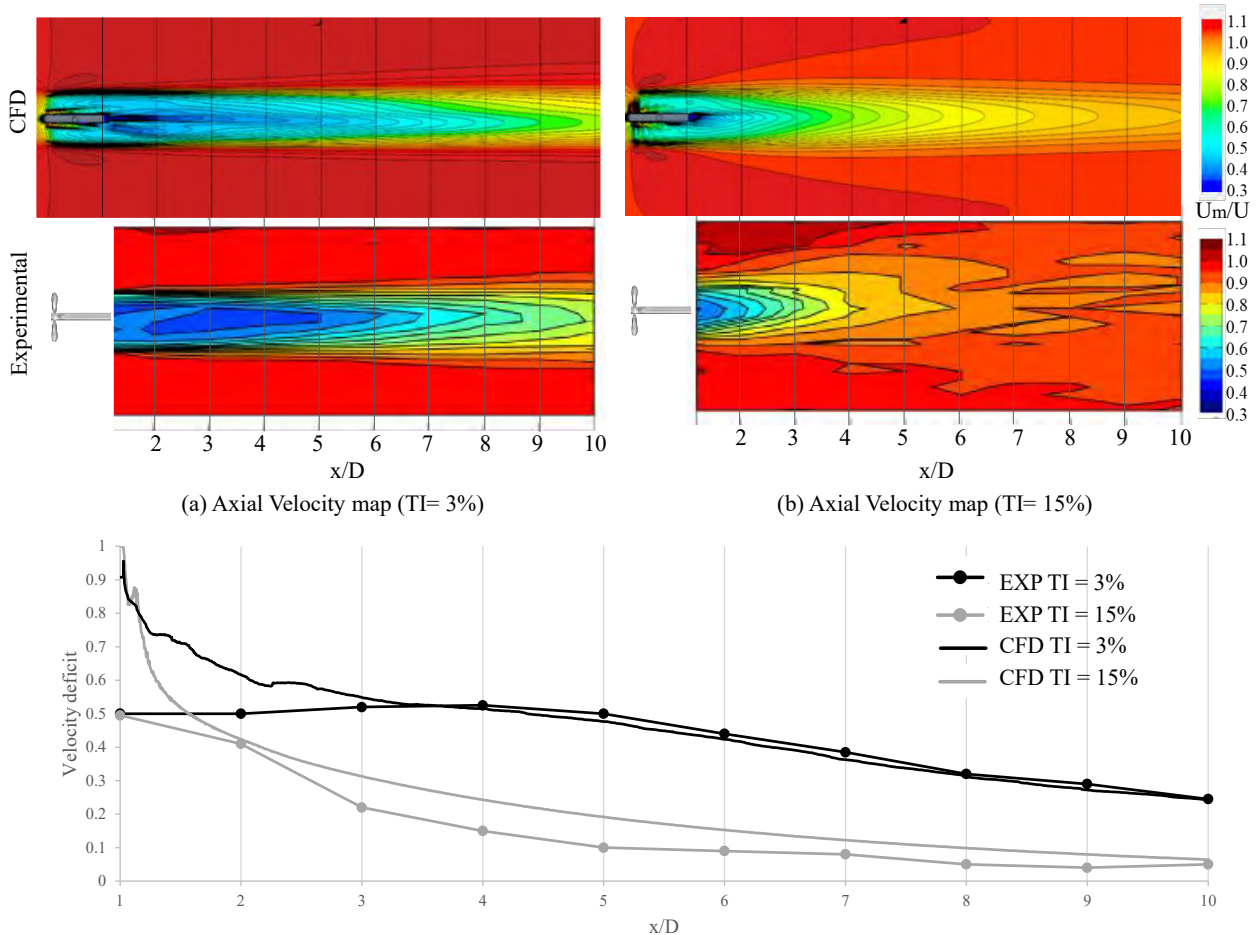 CFD
1.1
1.0
0.9
0.8
0.7
0.6
0.5
0.4
0.3
Um/U
Experimental
1.1
1.0
0.9
0.8
0.7
0.6
0.5
0.4
0.3
2 3 4 5 6 7 8 9 10
2 3 4 5 6 7 8 9 10
x/D
x/D
(a) Axial Velocity map (TI= 3%)
(b) Axial Velocity map (TI= 15%)
Velocity deficit
1
0.9
0.8
0.7
0.6
0.5
0.4
0.3
0.2
0.1
0
EXP TI = 3%
EXP TI = 15%
CFD TI = 3%
CFD TI = 15%
1 2 3 4 5 6 7 8 9 10
x/D